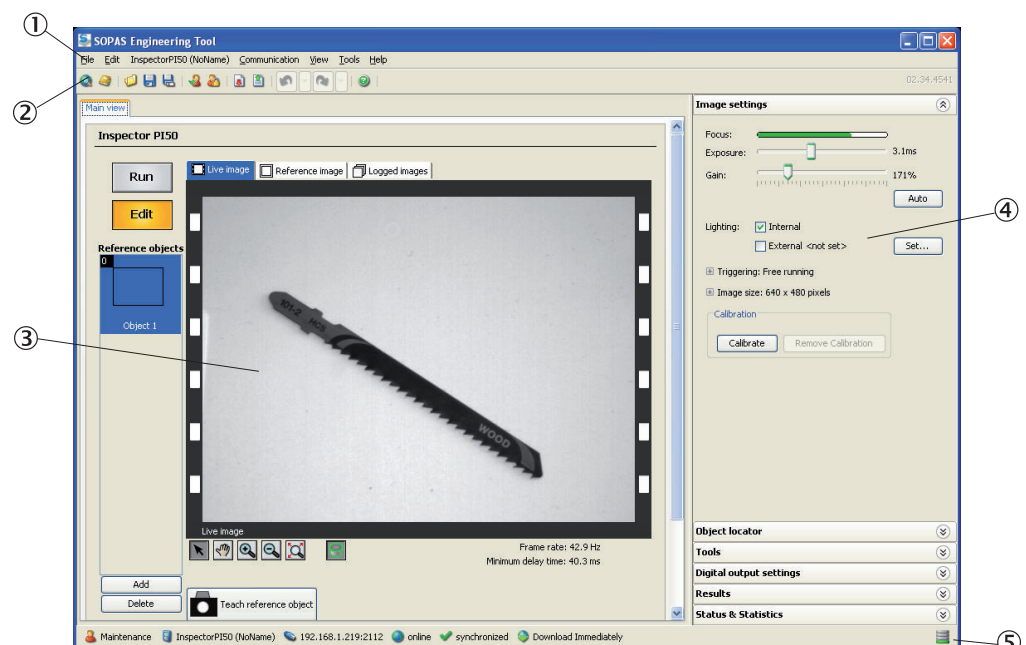 ①
SOPAS Engineering Tool
File Edit InspectorPI50 (NoName) Communication View Tools Help
②
02.34.4541
Main view
Inspector PI50
Run
Edit
Reference objects
0
Object 1
Live image Reference image Logged images
101-2 HCS
WOOD
③
Live image
Frame rate: 42.9 Hz
Minimum delay time: 40.3 ms
Add
Delete
Teach reference object
Image settings
Focus:
Exposure: 3.1ms
Gain: 171%
Auto
④
Lighting: Internal
External <not set> Set...
Triggering: Free running
Image size: 640 x 480 pixels
Calibration
Calibrate Remove Calibration
Object locator
Tools
Digital output settings
Results
Status & Statistics
Maintenance InspectorPI50 (NoName) 192.168.1.219:2112 online synchronized Download Immediately
⑤